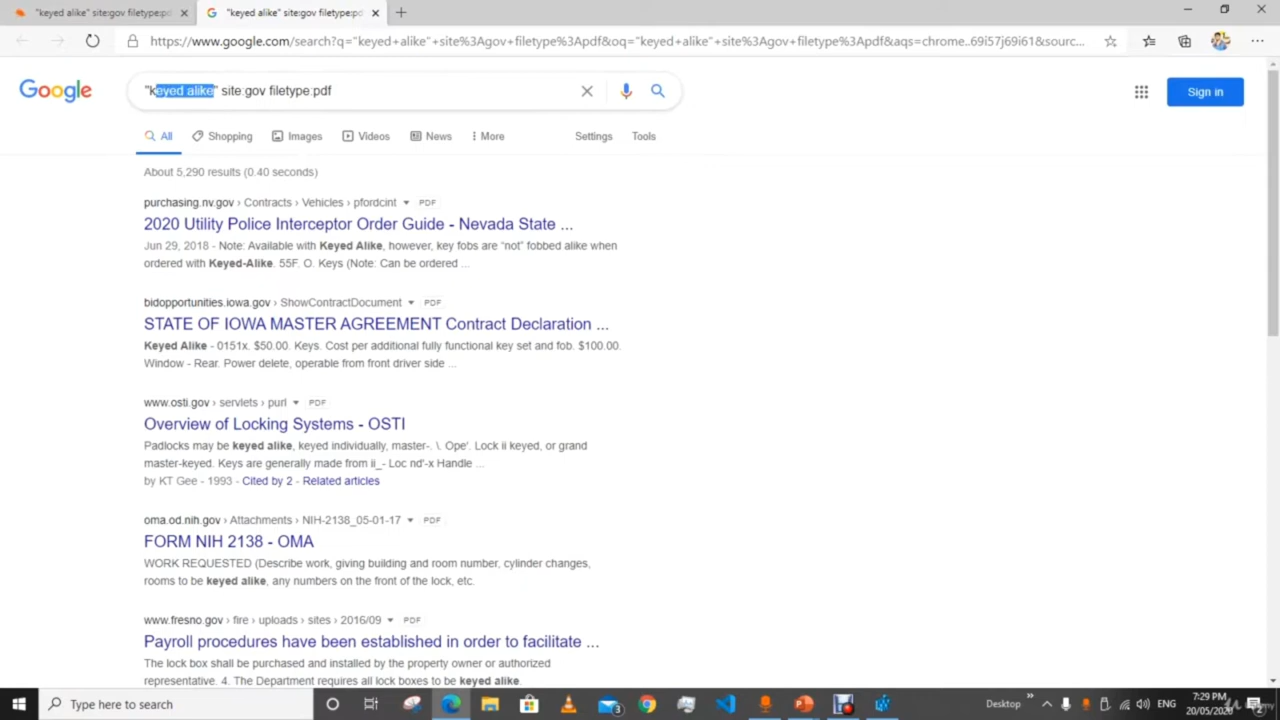 "keyed alike" site:gov filetype:pd
"keyed alike" site:gov filetype:pd
https://www.google.com/search?q="keyed+alike"+site%3Agov+filetype%3Apdf&oq="keyed+alike"+site%3Agov+filetype%3Apdf&aqs=chrome..69i57j69i61&sourc...
Google
"keyed alike" site:gov filetype:pdf
Sign in
All Shopping Images Videos News More Settings Tools
About 5,290 results (0.40 seconds)
purchasing.nv.gov › Contracts › Vehicles › pfordcint PDF
2020 Utility Police Interceptor Order Guide - Nevada State ...
Jun 29, 2018 - Note: Available with Keyed Alike, however, key fobs are "not" fobbed alike when
ordered with Keyed-Alike. 55F. O. Keys (Note: Can be ordered ...
bidopportunities.iowa.gov › ShowContractDocument PDF
STATE OF IOWA MASTER AGREEMENT Contract Declaration ...
Keyed Alike - 0151x. $50.00. Keys. Cost per additional fully functional key set and fob. $100.00.
Window - Rear. Power delete, operable from front driver side ...
www.osti.gov › servlets › purl PDF
Overview of Locking Systems - OSTI
Padlocks may be keyed alike, keyed individually, master-. \. Ope'. Lock ii keyed, or grand
master-keyed. Keys are generally made from ii_- Loc nd'-x Handle ...
by KT Gee - 1993 - Cited by 2 - Related articles
oma.od.nih.gov › Attachments › NIH-2138_05-01-17 PDF
FORM NIH 2138 - OMA
WORK REQUESTED (Describe work, giving building and room number, cylinder changes,
rooms to be keyed alike, any numbers on the front of the lock, etc.
www.fresno.gov › fire › uploads › sites › 2016/09 PDF
Payroll procedures have been established in order to facilitate ...
The lock box shall be purchased and installed by the property owner or authorized
representative. 4. The Department requires all lock boxes to be keyed alike.
Type here to search
3
Desktop
ENG
7:29 PM
20/05/2020
2